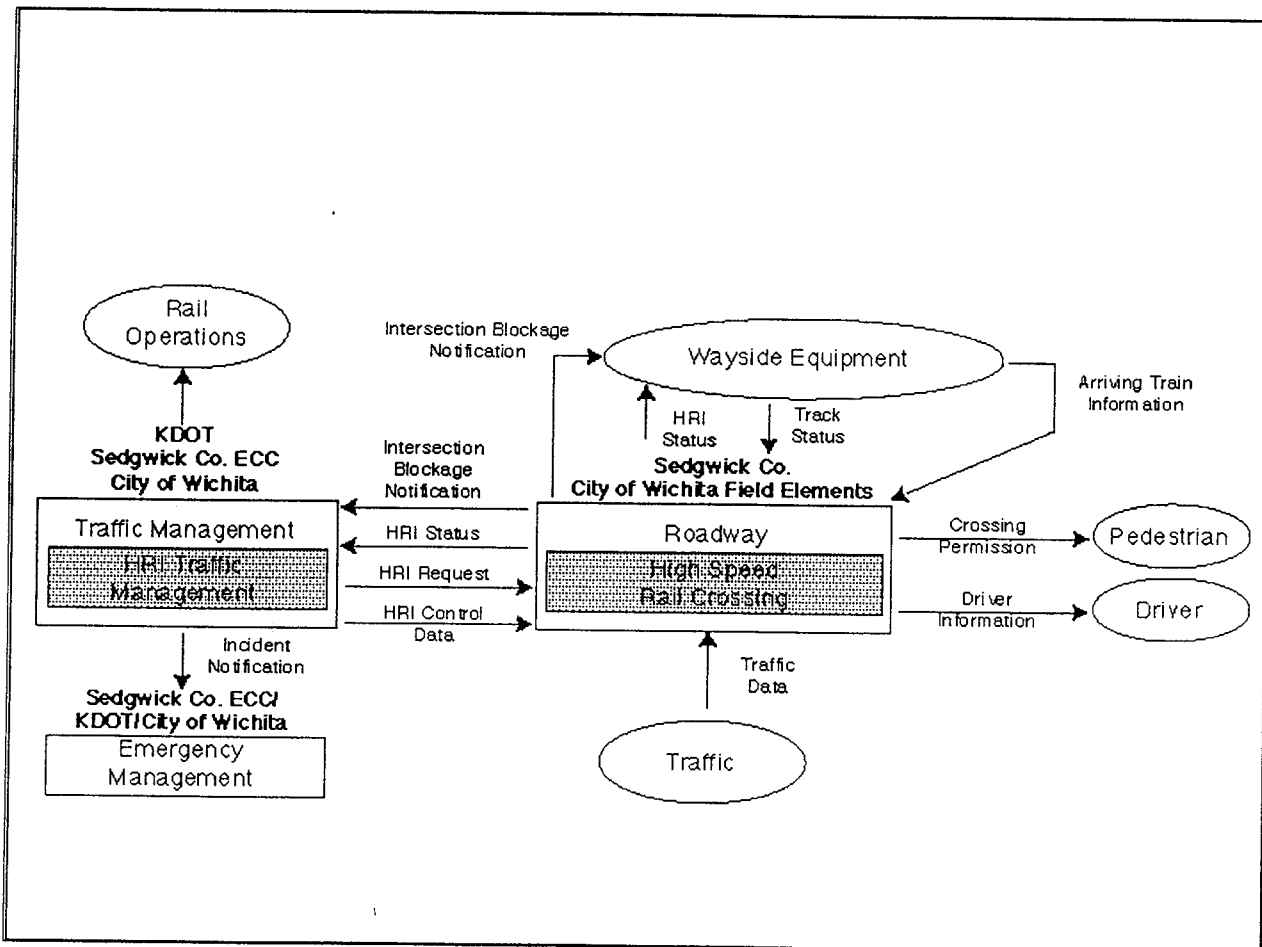 Rail
Operations
Intersection Blockage
Notification
Wayside Equipment
Arriving Train
Information
HRI
Status
Track
Status
KDOT
Sedgwick Co. ECC
City of Wichita
Intersection
Blockage
Notification
Sedgwick Co.
City of Wichita Field Elements
Traffic Management
HRI Traffic
Management
HRI Status
HRI Request
HRI Control
Data
Roadway
High Speed
Rail Crossing
Crossing
Permission
Pedestrian
Driver
Information
Driver
Incident
Notification
Traffic
Data
Sedgwick Co. ECC/
KDOT/City of Wichita
Emergency
Management
Traffic